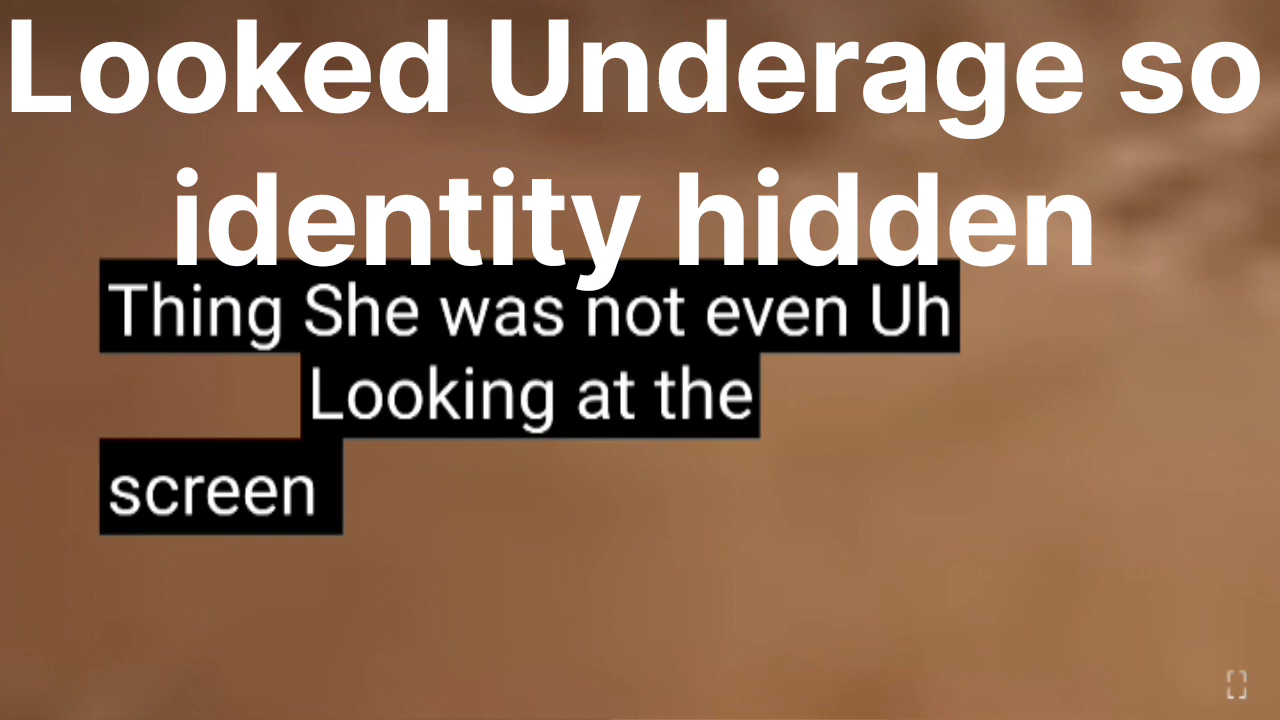 Looked Underage so
identity hidden
Thing She was not even Uh
Looking at the
screen